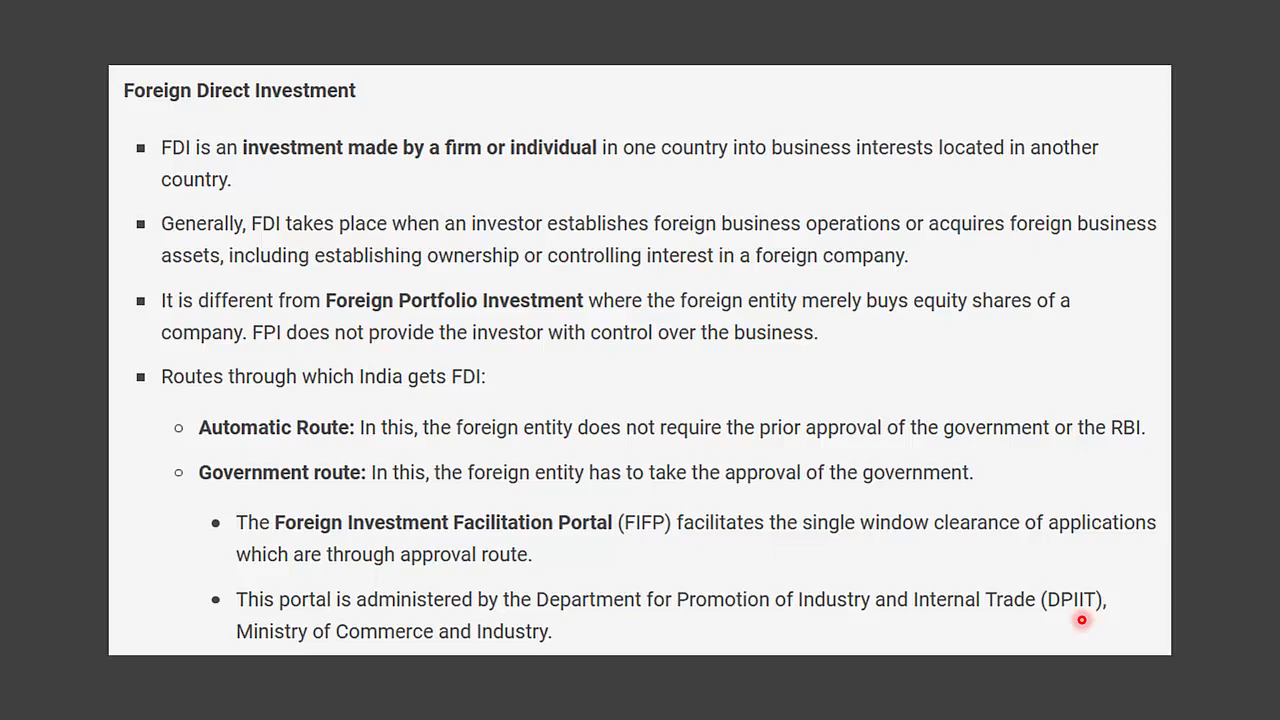 Foreign Direct Investment
FDI is an investment made by a firm or individual in one country into business interests located in another
country.
Generally, FDI takes place when an investor establishes foreign business operations or acquires foreign business
assets, including establishing ownership or controlling interest in a foreign company.
It is different from Foreign Portfolio Investment where the foreign entity merely buys equity shares of a
company. FPI does not provide the investor with control over the business.
Routes through which India gets FDI:
Automatic Route: In this, the foreign entity does not require the prior approval of the government or the RBI.
Government route: In this, the foreign entity has to take the approval of the government.
The Foreign Investment Facilitation Portal (FIFP) facilitates the single window clearance of applications
which are through approval route.
This portal is administered by the Department for Promotion of Industry and Internal Trade (DPIIT),
Ministry of Commerce and Industry.